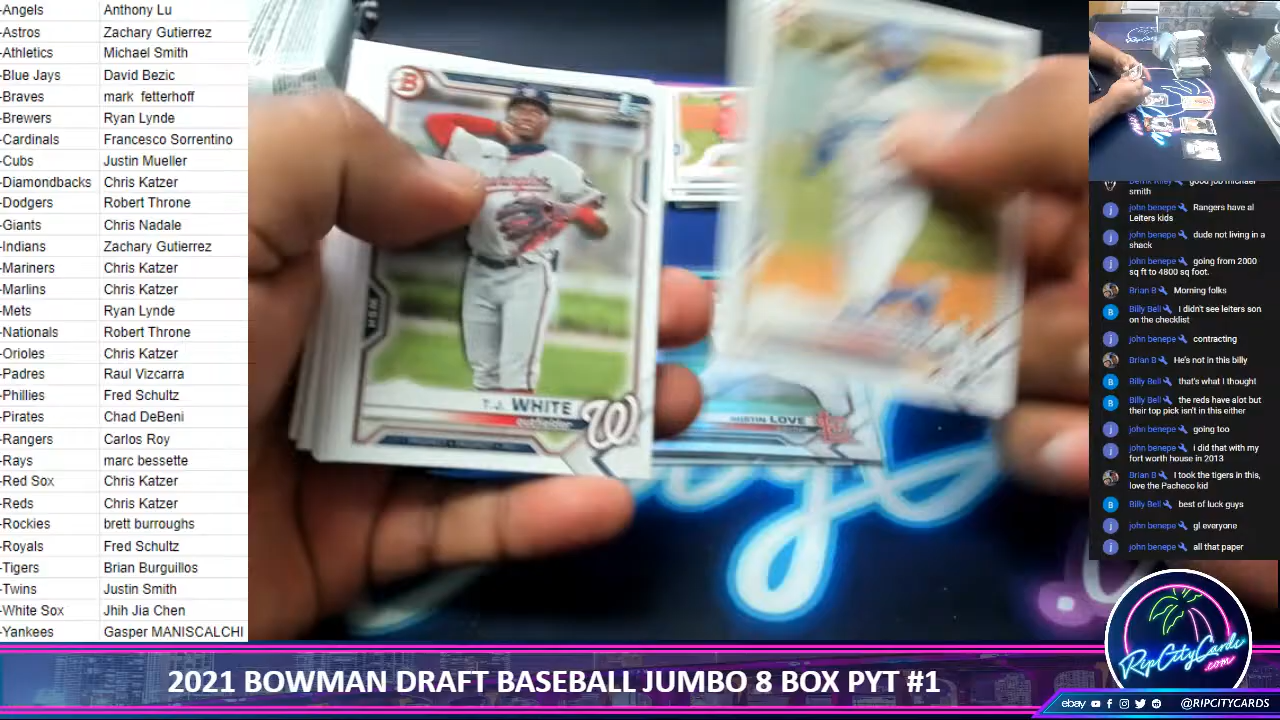 -Angels Anthony Lu
-Astros Zachary Gutierrez
-Athletics Michael Smith
-Blue Jays David Bezic
-Braves mark fetterhoff
-Brewers Ryan Lynde
-Cardinals Francesco Sorrentino
-Cubs Justin Mueller
-Diamondbacks Chris Katzer
-Dodgers Robert Throne
-Giants Chris Nadale
-Indians Zachary Gutierrez
-Mariners Chris Katzer
-Marlins Chris Katzer
-Mets Ryan Lynde
-Nationals Robert Throne
-Orioles Chris Katzer
-Padres Raul Vizcarra
-Phillies Fred Schultz
-Pirates Chad DeBeni
-Rangers Carlos Roy
-Rays marc bessette
-Red Sox Chris Katzer
-Reds Chris Katzer
-Rockies brett burroughs
-Royals Fred Schultz
-Tigers Brian Burguillos
-Twins Justin Smith
-White Sox Jhih Jia Chen
-Yankees Gasper MANISCALCHI
B
1st
T.J. WHITE
W
LOVE
good job michael
smith
john benepe Rangers have al
Leiters kids
john benepe dude not living in a
shack
john benepe going from 2000
sq ft to 4800 sq foot.
Brian B Morning folks
Billy Bell I didn't see leiters son
on the checklist
john benepe contracting
Brian B He's not in this billy
Billy Bell that's what I thought
Billy Bell the reds have alot but
their top pick isn't in this either
john benepe going too
john benepe i did that with my
fort worth house in 2013
Brian B I took the tigers in this,
love the Pacheco kid
Billy Bell best of luck guys
john benepe gl everyone
john benepe all that paper
RipCityCards
.com
2021 BOWMAN DRAFT BASEBALL JUMBO 8 BOX PYT #1
ebay @RIPCITYCARDS